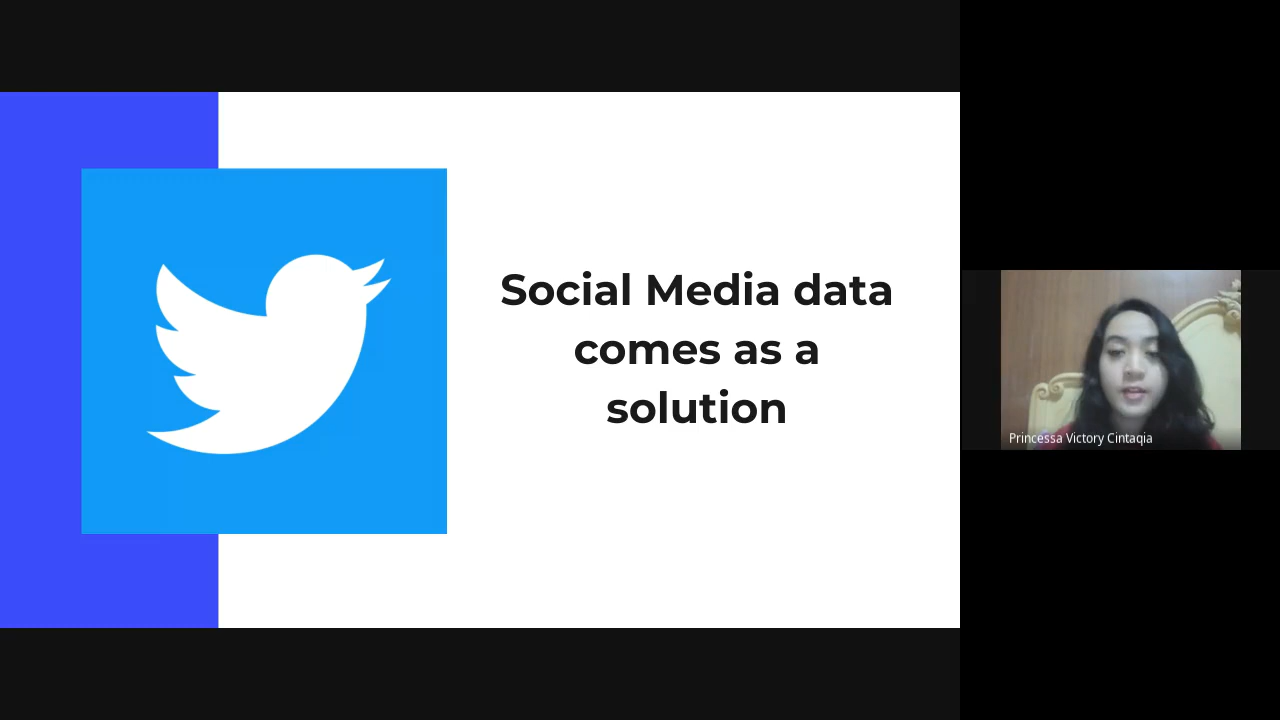 Social Media data
comes as a
solution
Princessa Victory Cintaqia